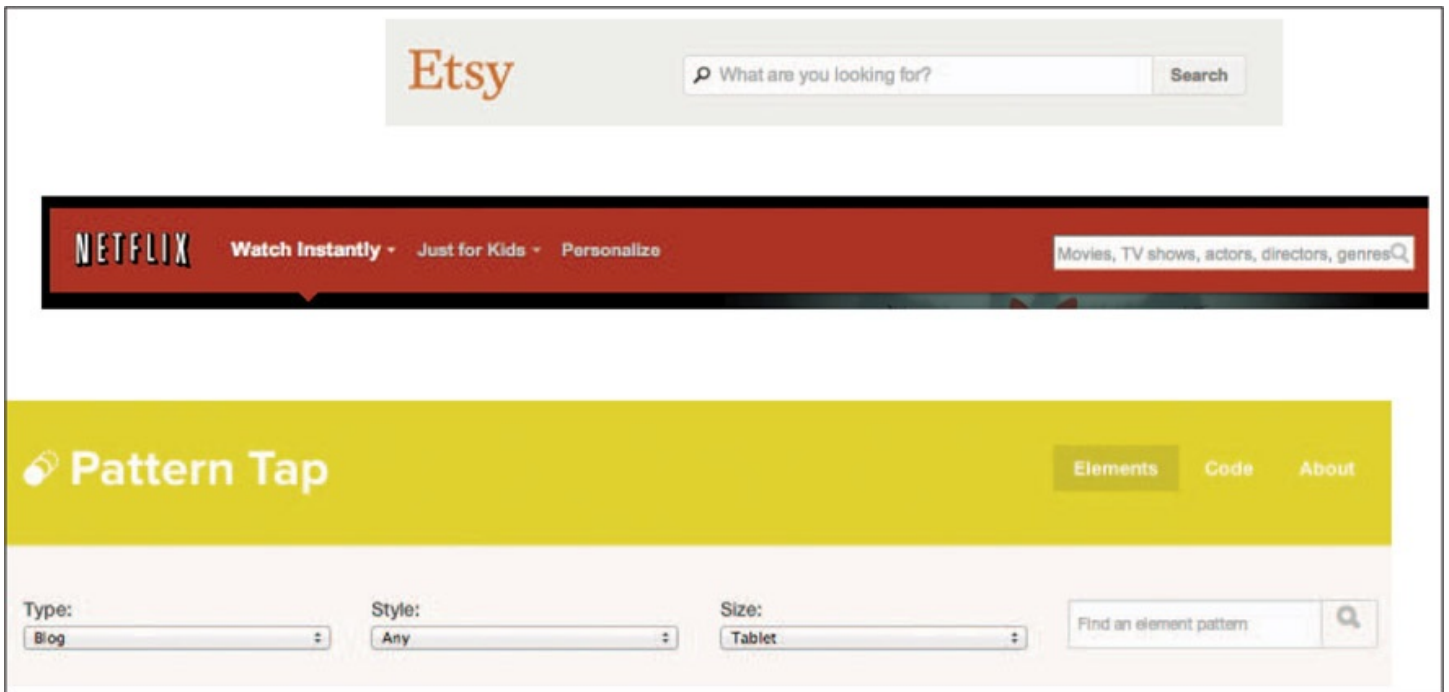 Etsy What are you looking for? Search
NETFLIX Watch Instantly Just for Kids Personalize Movies, TV shows, actors, directors, genres
Pattern Tap Elements Code About
Type: Style: Size:
Blog Any Tablet Find an element pattern